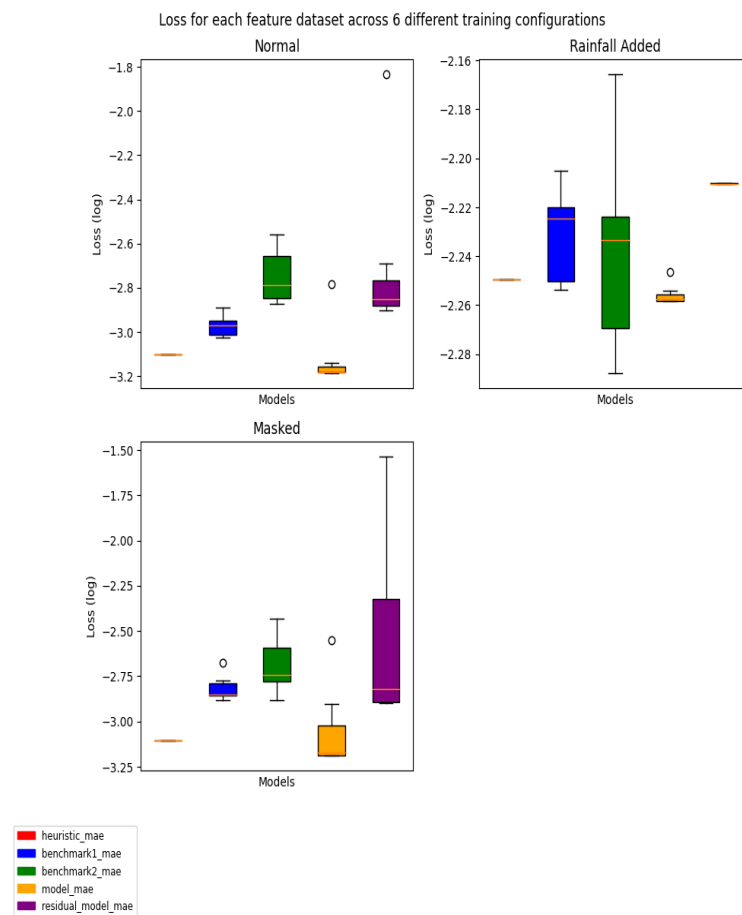 Loss for each feature dataset across 6 different training configurations
Normal
−1.8
−2.0
−2.2
−2.4
−2.6
−2.8
−3.0
−3.2
Loss (log)
Models
Rainfall Added
−2.16
−2.18
−2.20
−2.22
−2.24
−2.26
−2.28
Loss (log)
Models
Masked
−1.50
−1.75
−2.00
−2.25
−2.50
−2.75
−3.00
−3.25
Loss (log)
Models
heuristic_mae
benchmark1_mae
benchmark2_mae
model_mae
residual_model_mae